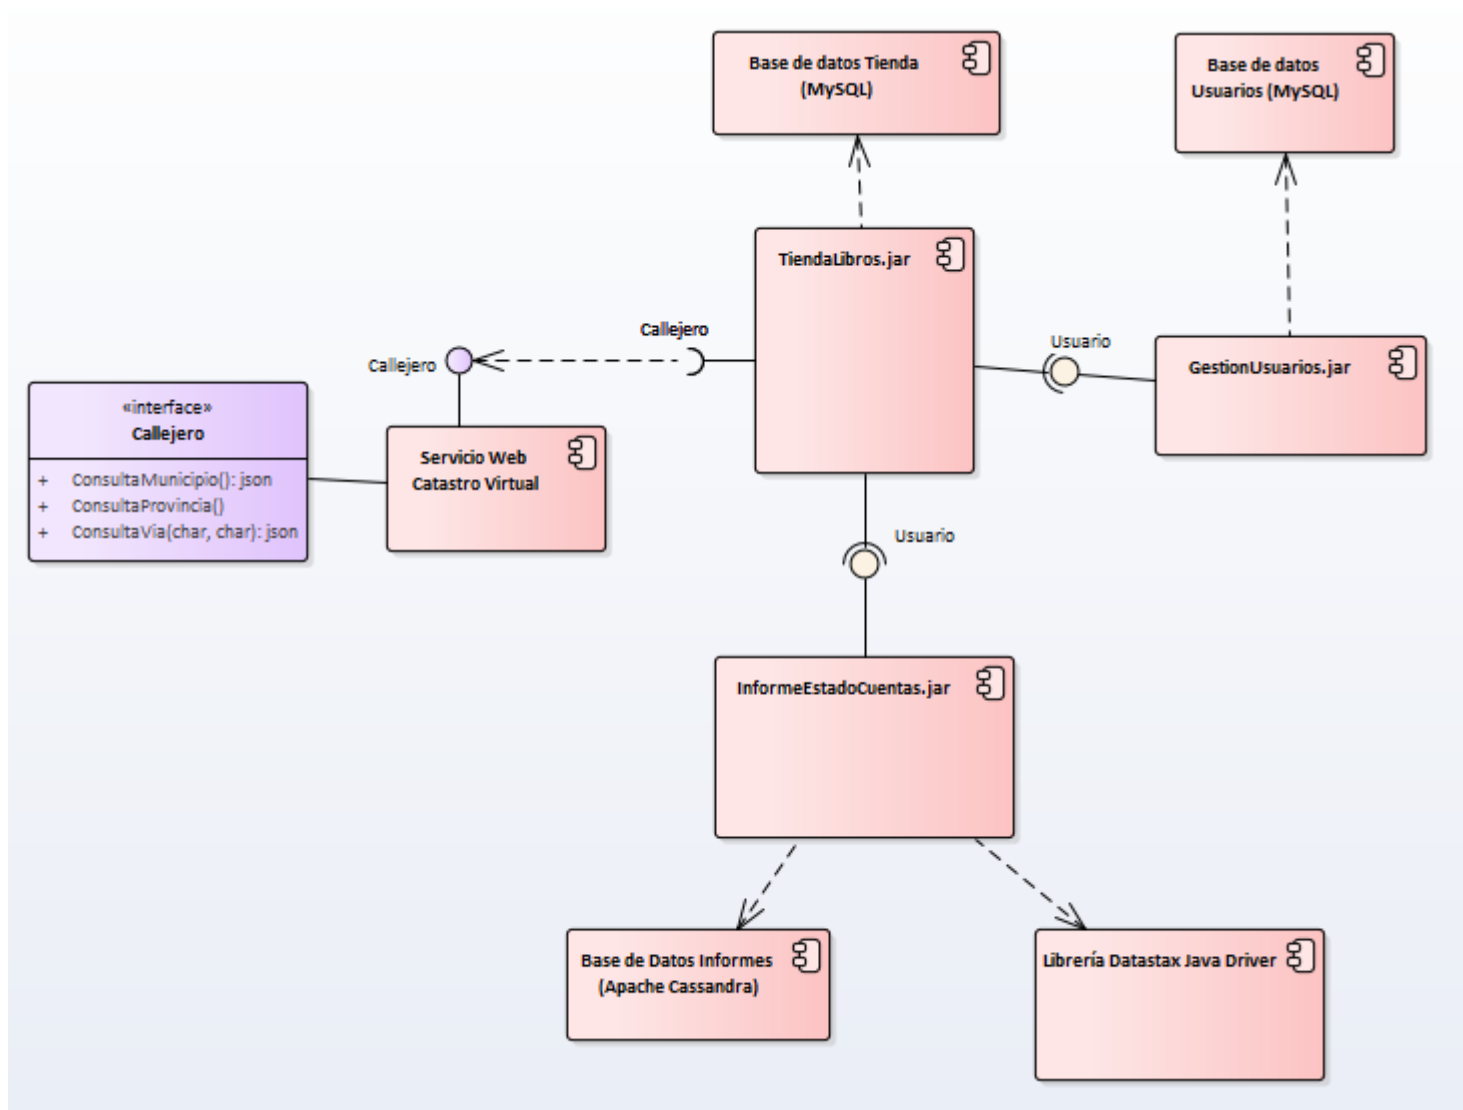 Base de datos Tienda
(MySQL)
Base de datos
Usuarios (MySQL)
TiendaLibros.jar
Callejero
Callejero
Usuario
GestionUsuarios.jar
«interface»
Callejero
+ ConsultaMunicipio(): json
+ ConsultaProvincia()
+ ConsultaVia(char, char): json
Servicio Web
Catastro Virtual
Usuario
InformeEstadoCuentas.jar
Base de Datos Informes
(Apache Cassandra)
Librería Datastax Java Driver